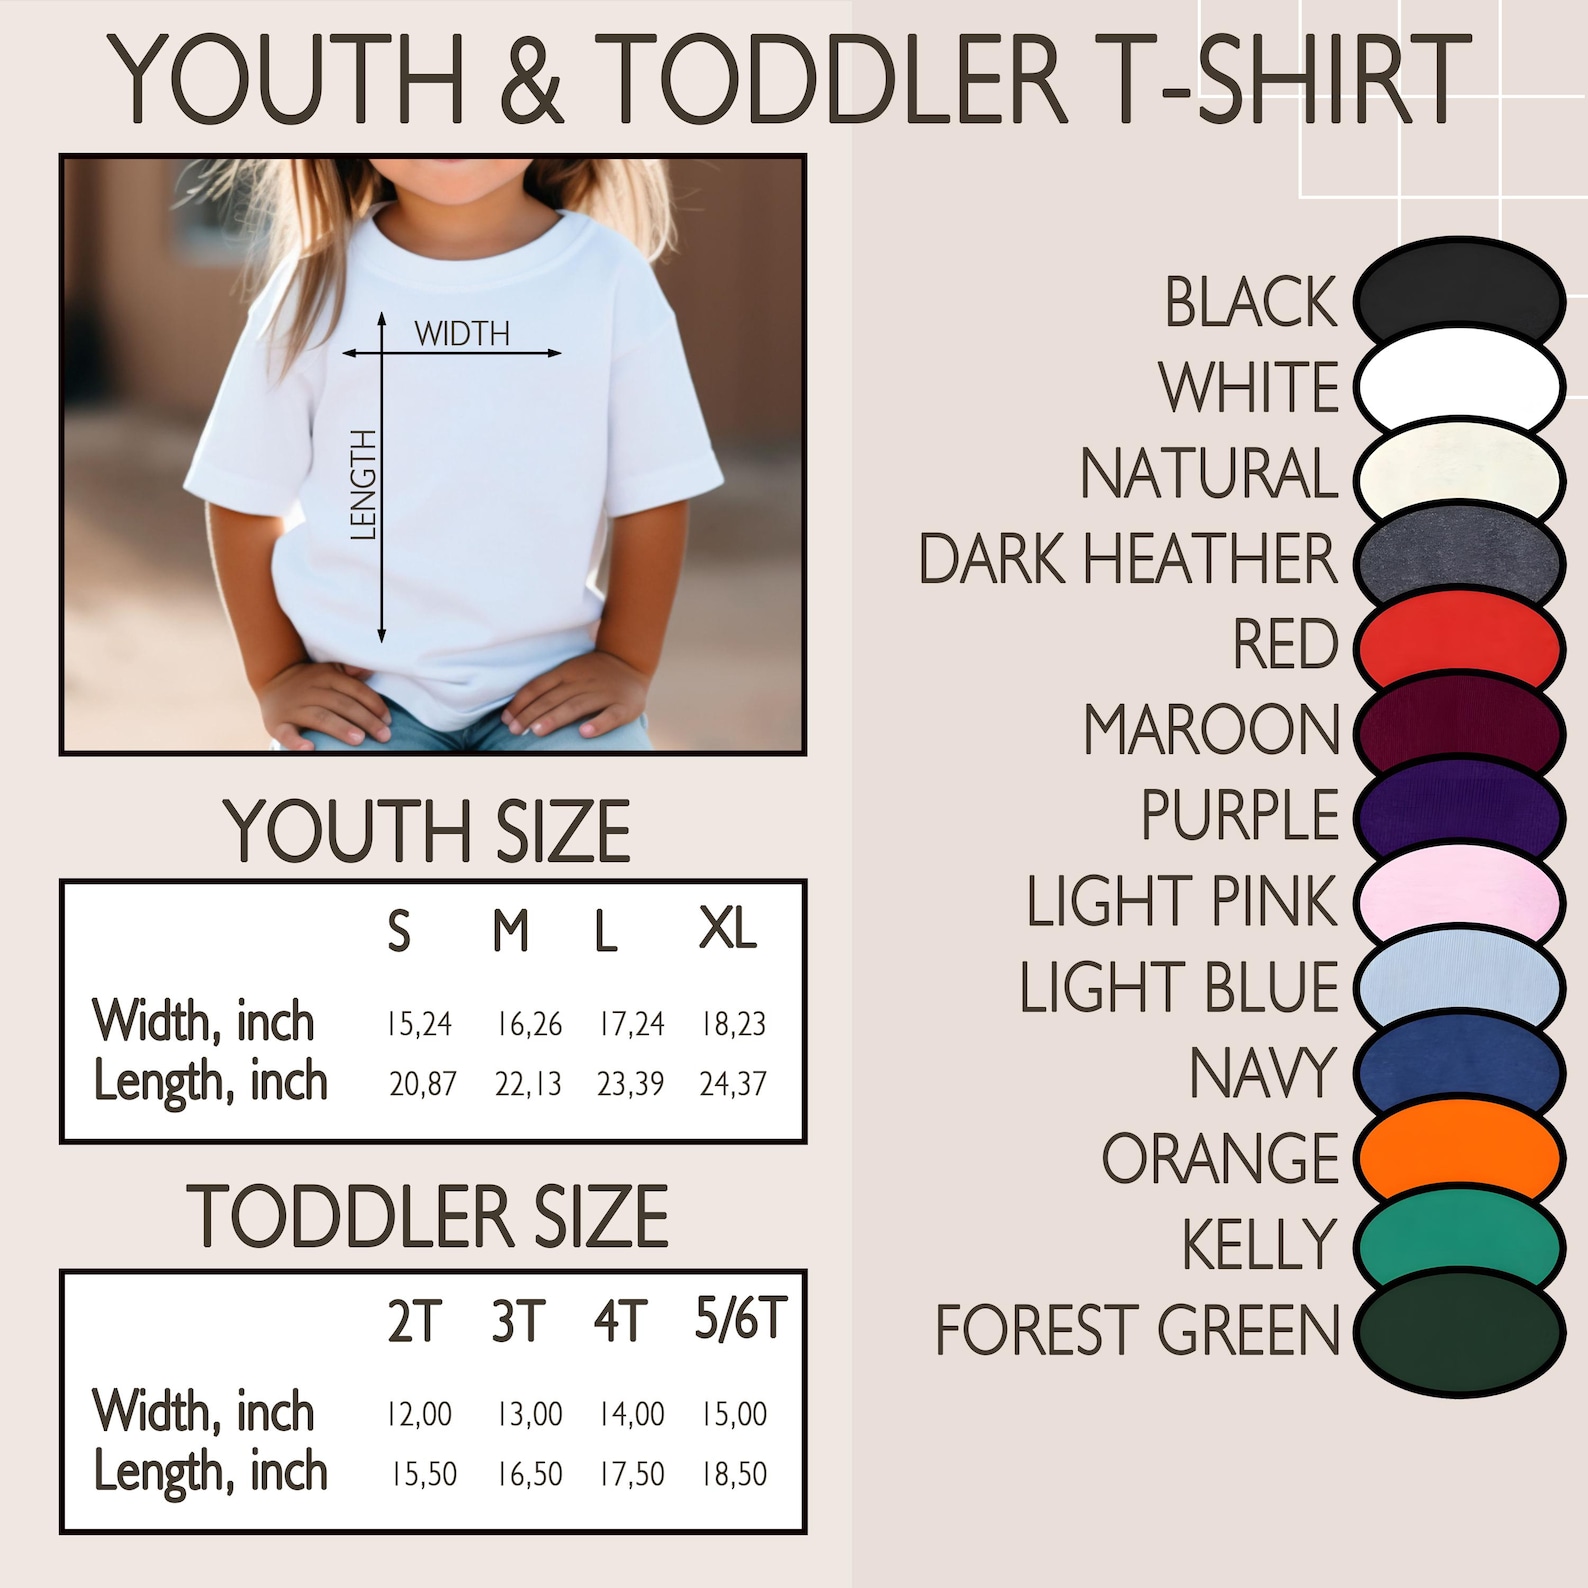 YOUTH & TODDLER T-SHIRT
WIDTH
LENGTH
YOUTH SIZE
S M L XL
Width, inch 15,24 16,26 17,24 18,23
Length, inch 20,87 22,13 23,39 24,37
TODDLER SIZE
2T 3T 4T 5/6T
Width, inch 12,00 13,00 14,00 15,00
Length, inch 15,50 16,50 17,50 18,50
BLACK
WHITE
NATURAL
DARK HEATHER
RED
MAROON
PURPLE
LIGHT PINK
LIGHT BLUE
NAVY
ORANGE
KELLY
FOREST GREEN